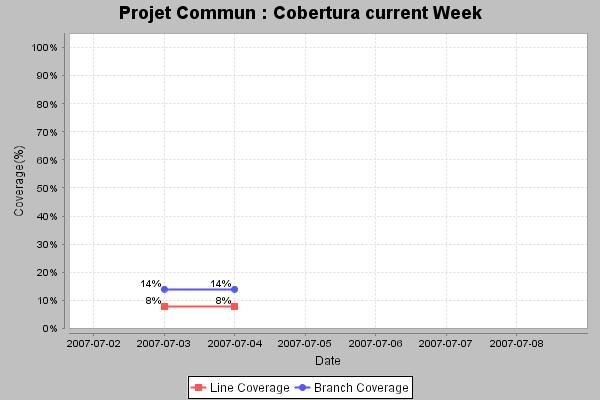 Projet Commun : Cobertura current Week
100%
90%
80%
70%
60%
50%
40%
30%
20%
10%
0%
Coverage(%)
14% 14%
8% 8%
2007-07-02 2007-07-03 2007-07-04 2007-07-05 2007-07-06 2007-07-07 2007-07-08
Date
Line Coverage Branch Coverage